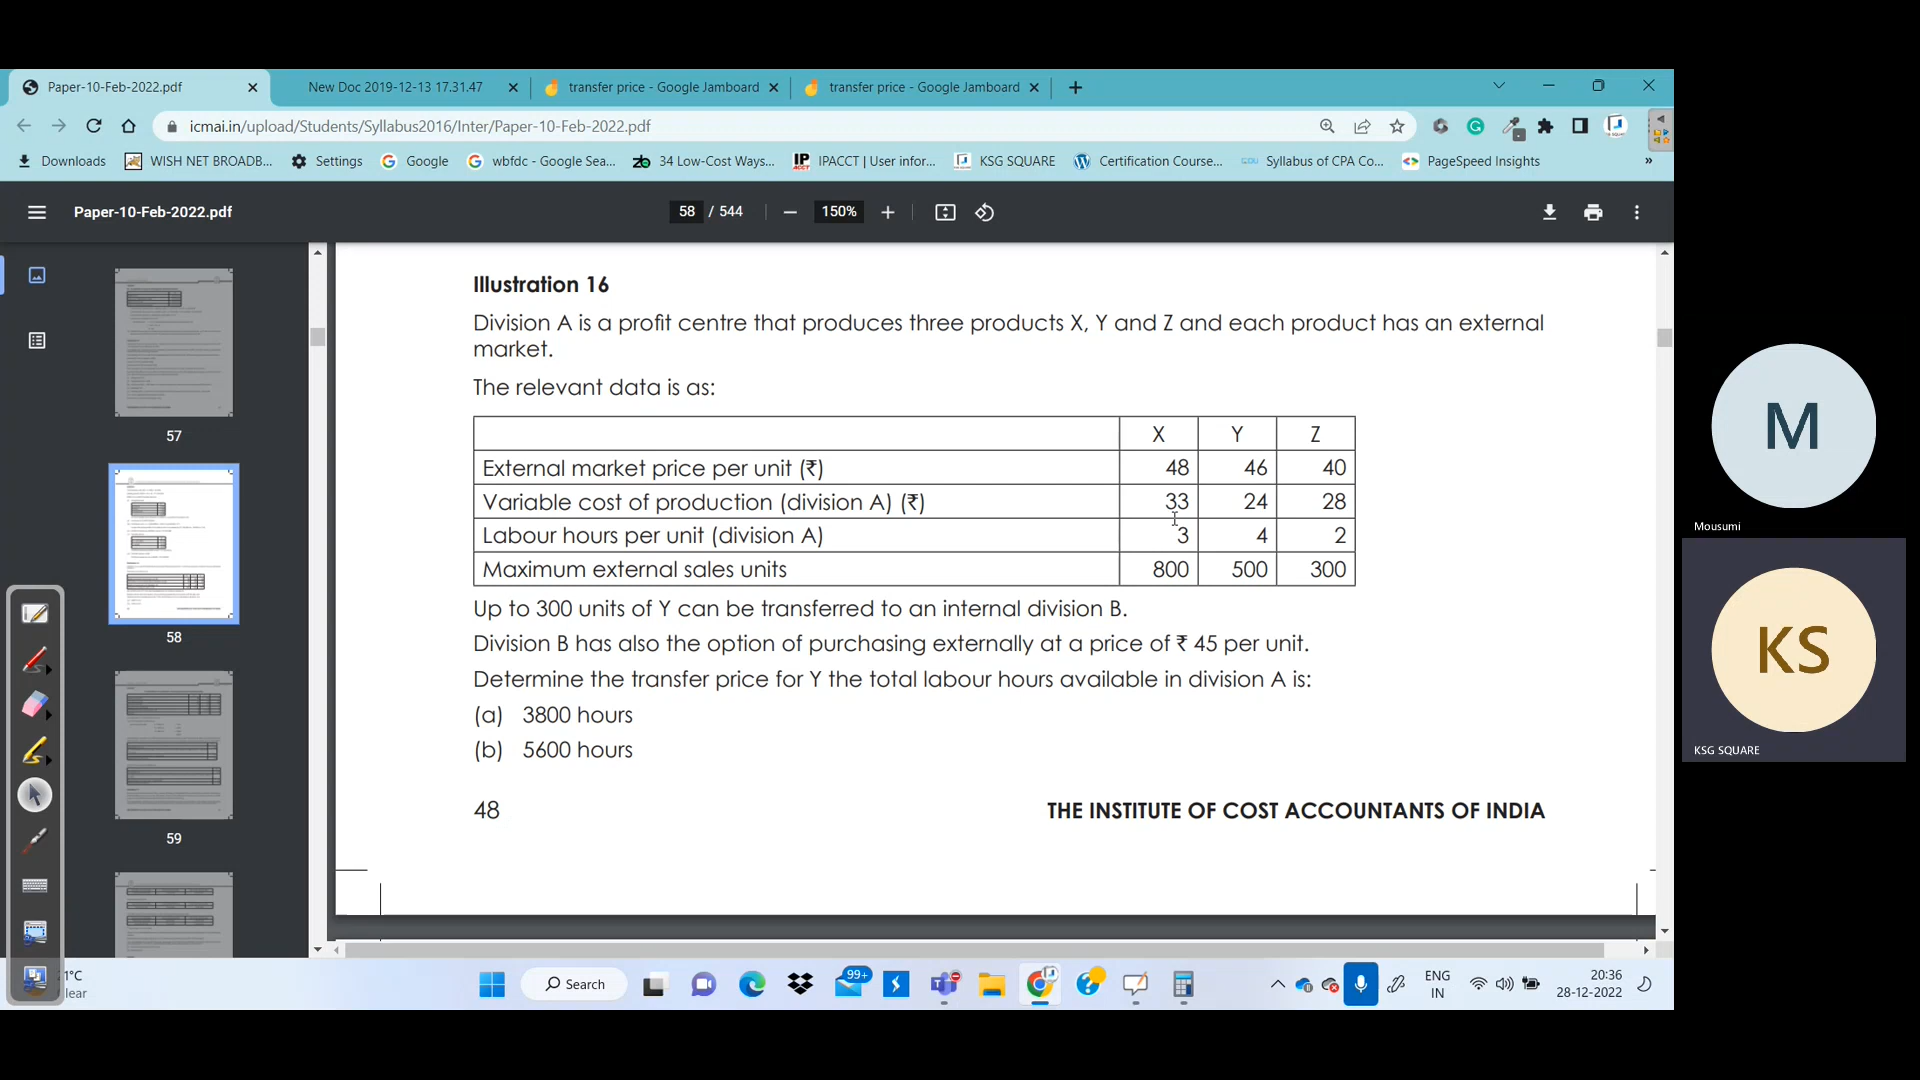 Paper-10-Feb-2022.pdf
New Doc 2019-12-13 17.31.47
transfer price - Google Jamboard
transfer price - Google Jamboard
icmai.in/upload/Students/Syllabus2016/Inter/Paper-10-Feb-2022.pdf
Downloads WISH NET BROADB... Settings Google wbfdc - Google Sea... 34 Low-Cost Ways... IPACCT | User infor... KSG SQUARE Certification Course... Syllabus of CPA Co... PageSpeed Insights »
Paper-10-Feb-2022.pdf 58 / 544 150%
57
58
59
Illustration 16
Division A is a profit centre that produces three products X, Y and Z and each product has an external
market.
The relevant data is as:
X Y Z
External market price per unit (₹) 48 46 40
Variable cost of production (division A) (₹) 33 24 28
Labour hours per unit (division A) 3 4 2
Maximum external sales units 800 500 300
Up to 300 units of Y can be transferred to an internal division B.
Division B has also the option of purchasing externally at a price of ₹ 45 per unit.
Determine the transfer price for Y the total labour hours available in division A is:
(a) 3800 hours
(b) 5600 hours
48 THE INSTITUTE OF COST ACCOUNTANTS OF INDIA
M
Mousumi
KS
KSG SQUARE
Search
99+
ENG
IN
20:36
28-12-2022